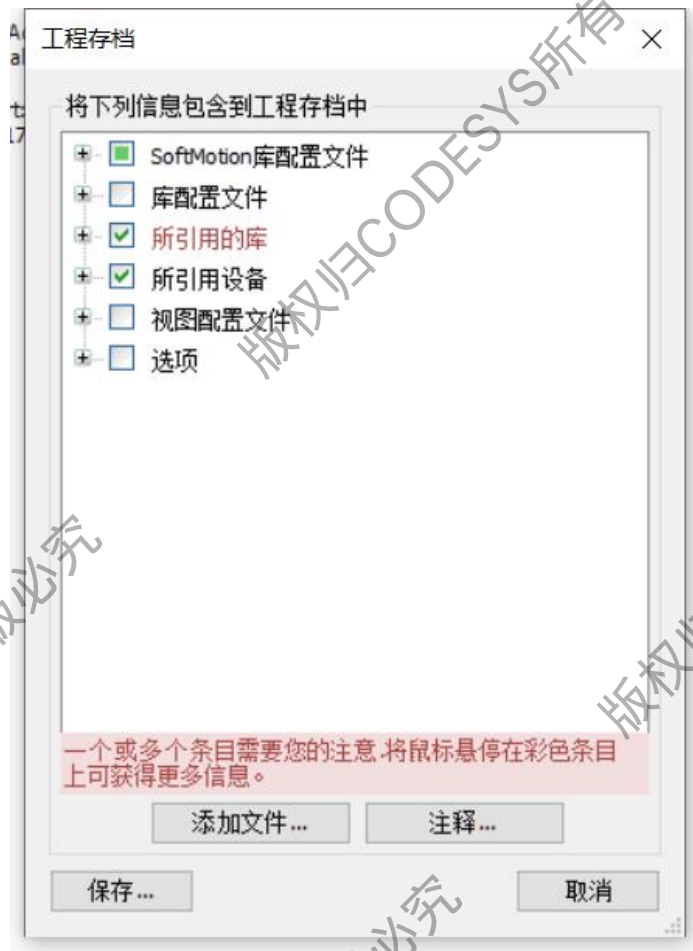 工程存档
将下列信息包含到工程存档中
SoftMotion库配置文件
库配置文件
所引用的库
所引用设备
视图配置文件
选项
一个或多个条目需要您的注意.将鼠标悬停在彩色条目
上可获得更多信息。
添加文件...
注释...
保存...
取消
版权归CODESYS所有
版权归
版必究
必究